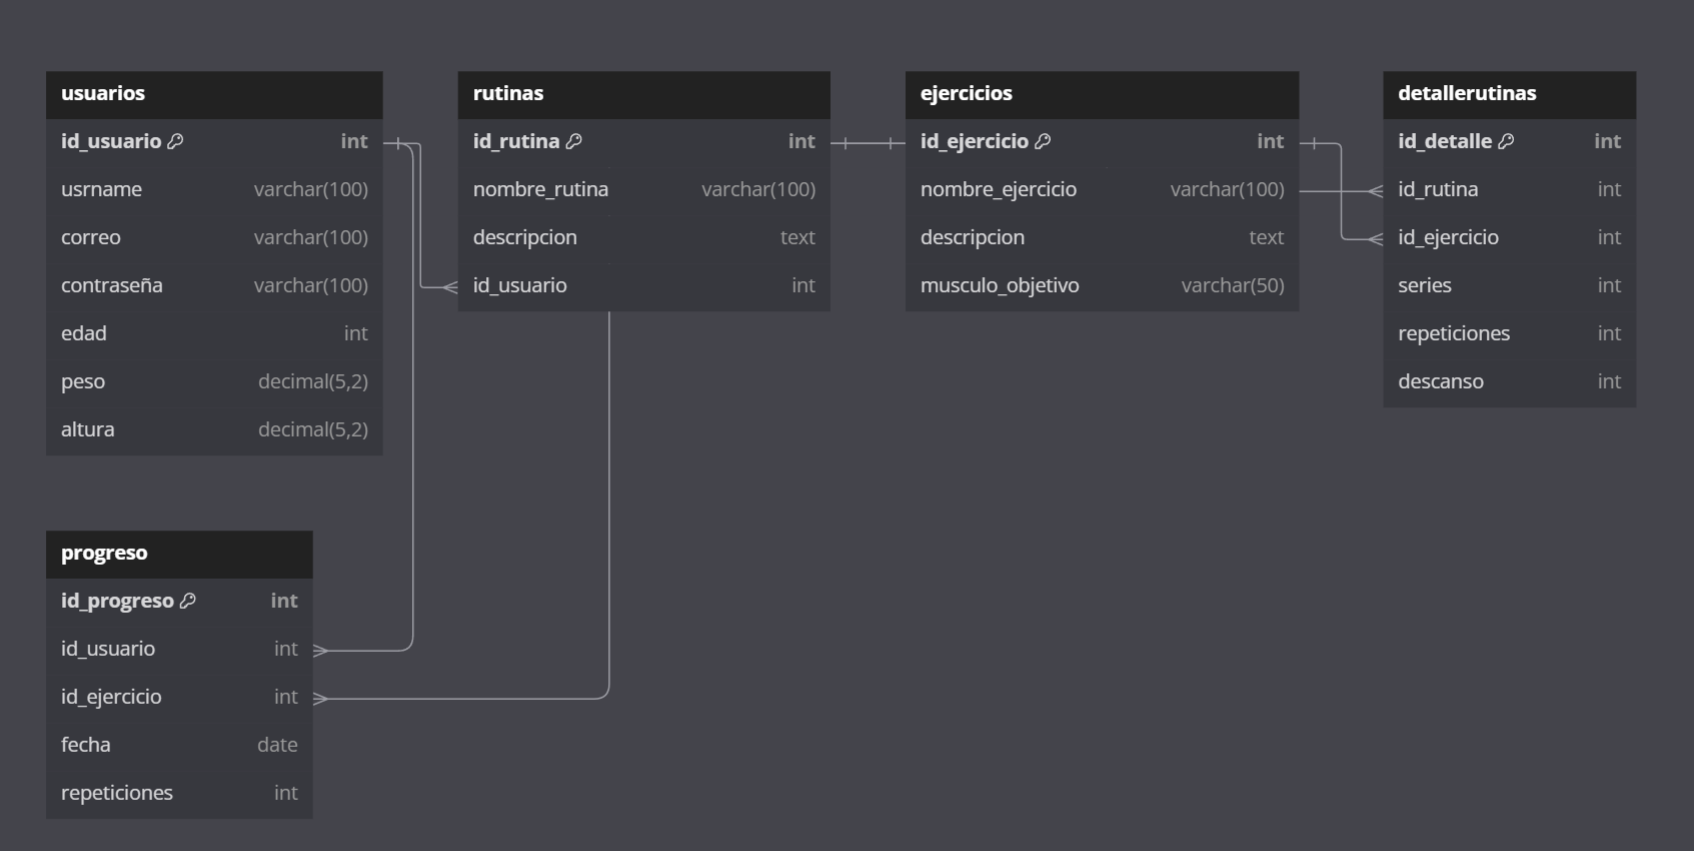 usuarios
id_usuario int
usrname varchar(100)
correo varchar(100)
contraseña varchar(100)
edad int
peso decimal(5,2)
altura decimal(5,2)
rutinas
id_rutina int
nombre_rutina varchar(100)
descripcion text
id_usuario int
ejercicios
id_ejercicio int
nombre_ejercicio varchar(100)
descripcion text
musculo_objetivo varchar(50)
detallerutinas
id_detalle int
id_rutina int
id_ejercicio int
series int
repeticiones int
descanso int
progreso
id_progreso int
id_usuario int
id_ejercicio int
fecha date
repeticiones int